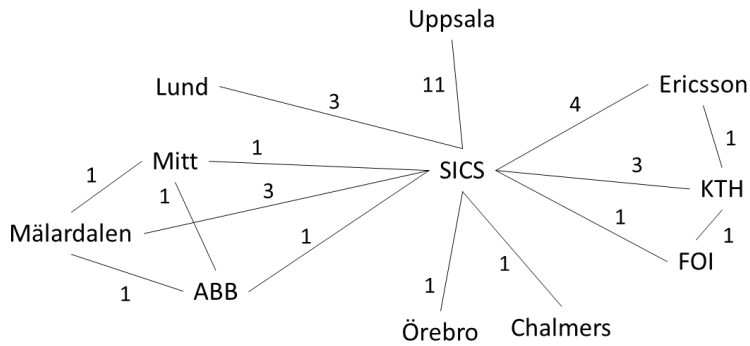 Uppsala
Lund
11
Ericsson
3
4
1
Mitt
1
1
1
SICS
3
KTH
3
Mälardalen
1
1
1
FOI
1
ABB
1
1
Örebro
Chalmers